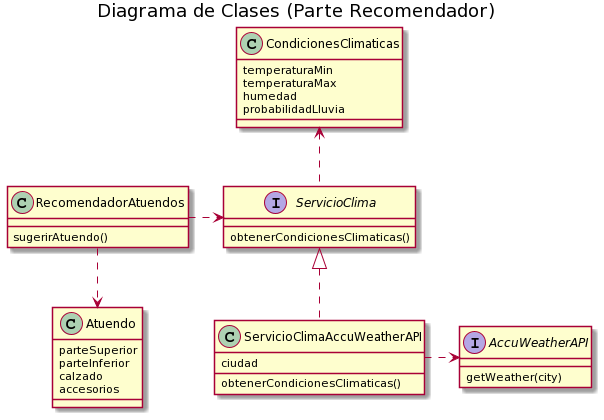 Diagrama de Clases (Parte Recomendador)
C CondicionesClimaticas
temperaturaMin
temperaturaMax
humedad
probabilidadLluvia
C RecomendadorAtuendos
sugerirAtuendo()
I ServicioClima
obtenerCondicionesClimaticas()
C Atuendo
parteSuperior
parteInferior
calzado
accesorios
C ServicioClimaAccuWeatherAPI
ciudad
obtenerCondicionesClimaticas()
I AccuWeatherAPI
getWeather(city)